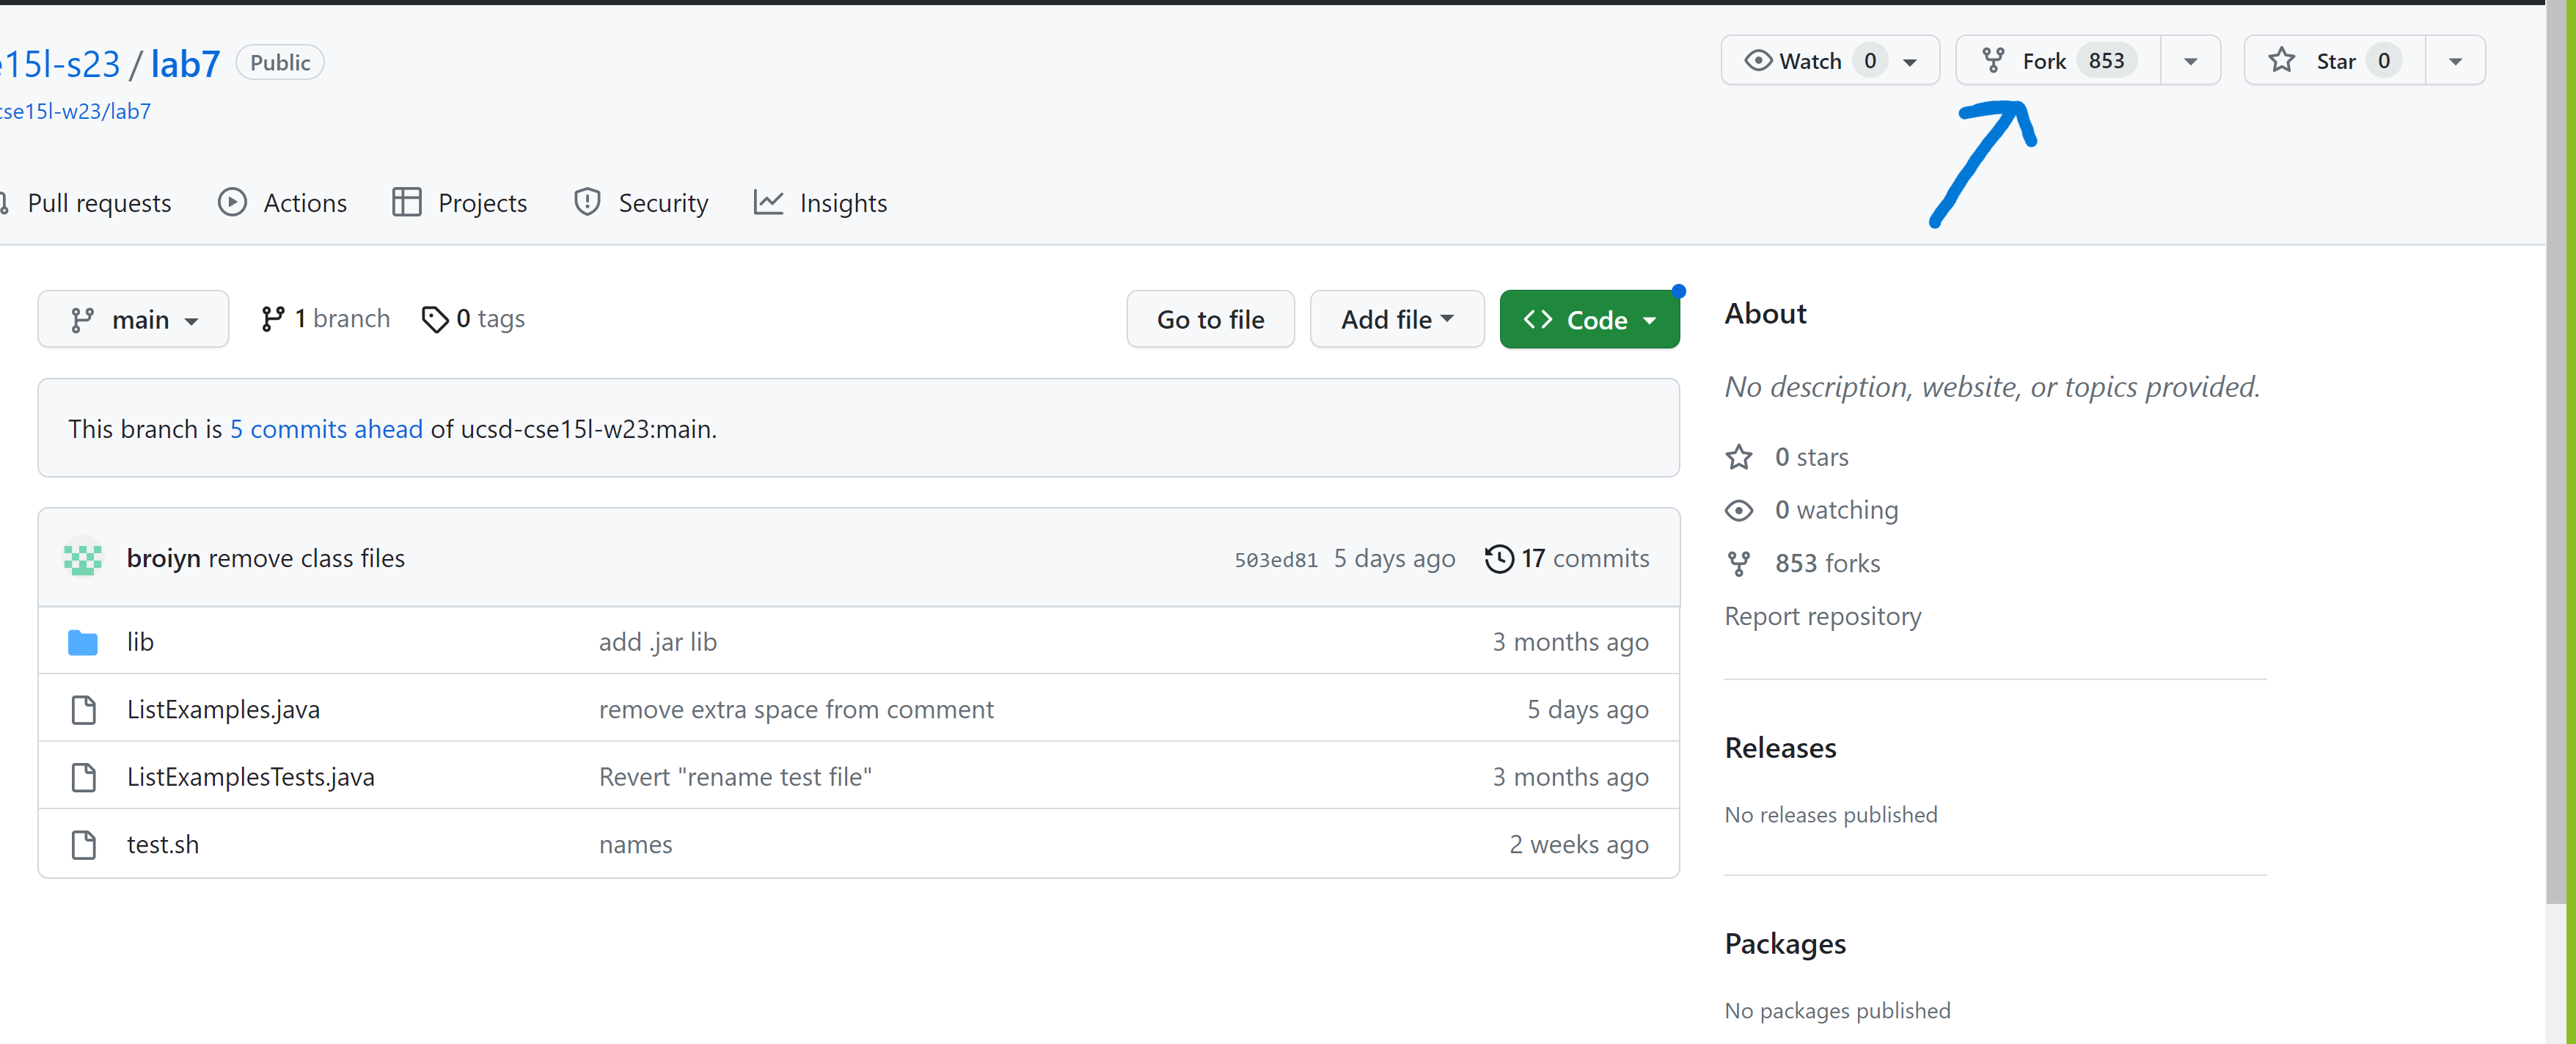 e15l-s23 / lab7 Public
Watch 0 Fork 853 Star 0
cse15l-w23/lab7
Pull requests Actions Projects Security Insights
main 1 branch 0 tags Go to file Add file Code
This branch is 5 commits ahead of ucsd-cse15l-w23:main.
broiyn remove class files 503ed81 5 days ago 17 commits
lib add .jar lib 3 months ago
ListExamples.java remove extra space from comment 5 days ago
ListExamplesTests.java Revert "rename test file" 3 months ago
test.sh names 2 weeks ago
About
No description, website, or topics provided.
0 stars
0 watching
853 forks
Report repository
Releases
No releases published
Packages
No packages published